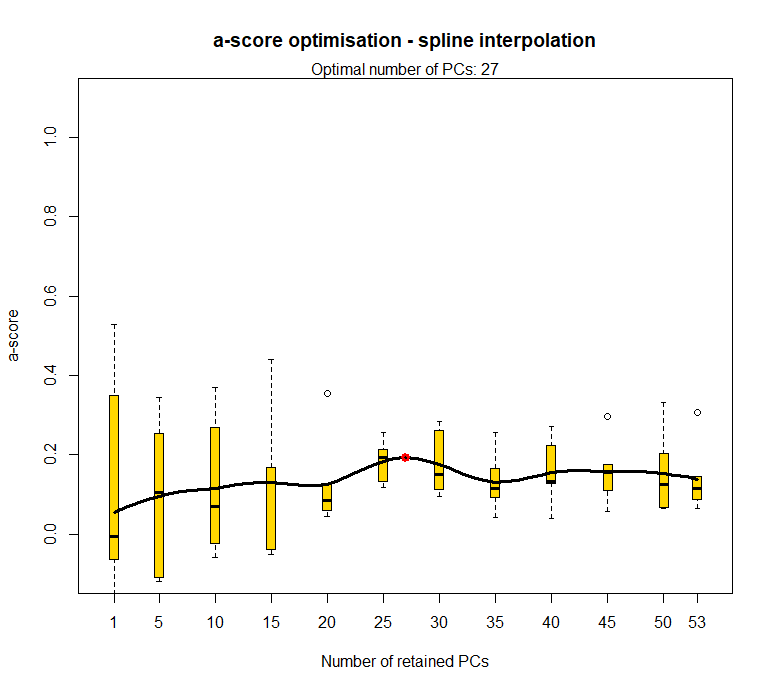 a-score optimisation - spline interpolation
Optimal number of PCs: 27
1.0
0.8
0.6
0.4
0.2
0.0
a-score
1 5 10 15 20 25 30 35 40 45 50 53
Number of retained PCs